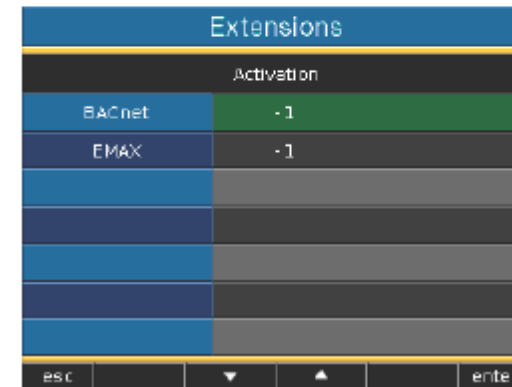 Extensions
Activation
BACnet -1
EMAX -1
esc ▼ ▲ ente